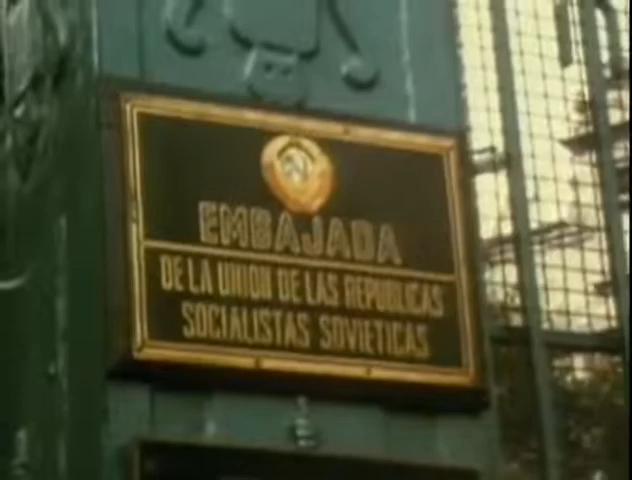 EMBAJADA
DE LA UNION DE LAS REPUBLICAS
SOCIALISTAS SOVIETICAS